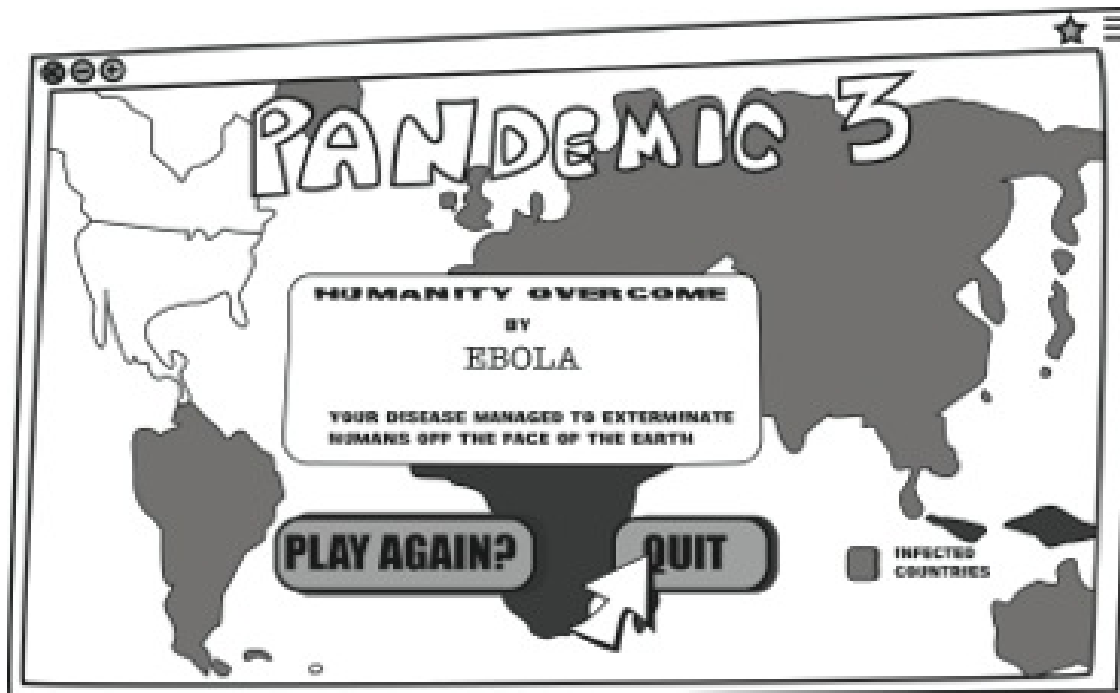 PANDEMIC 3
HUMANITY OVERCOME
BY
EBOLA
YOUR DISEASE MANAGED TO EXTERMINATE
HUMANS OFF THE FACE OF THE EARTH
PLAY AGAIN?
QUIT
INFECTED
COUNTRIES